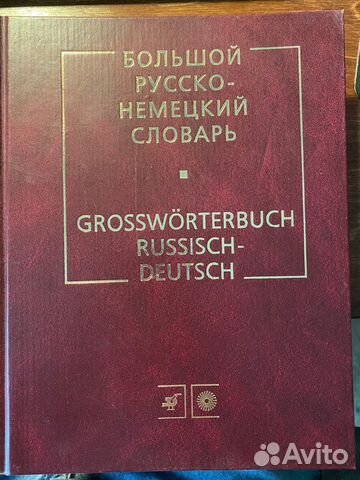 БОЛЬШОЙ
РУССКО-
НЕМЕЦКИЙ
СЛОВАРЬ
GROSSWÖRTERBUCH
RUSSISCH-
DEUTSCH
Avito